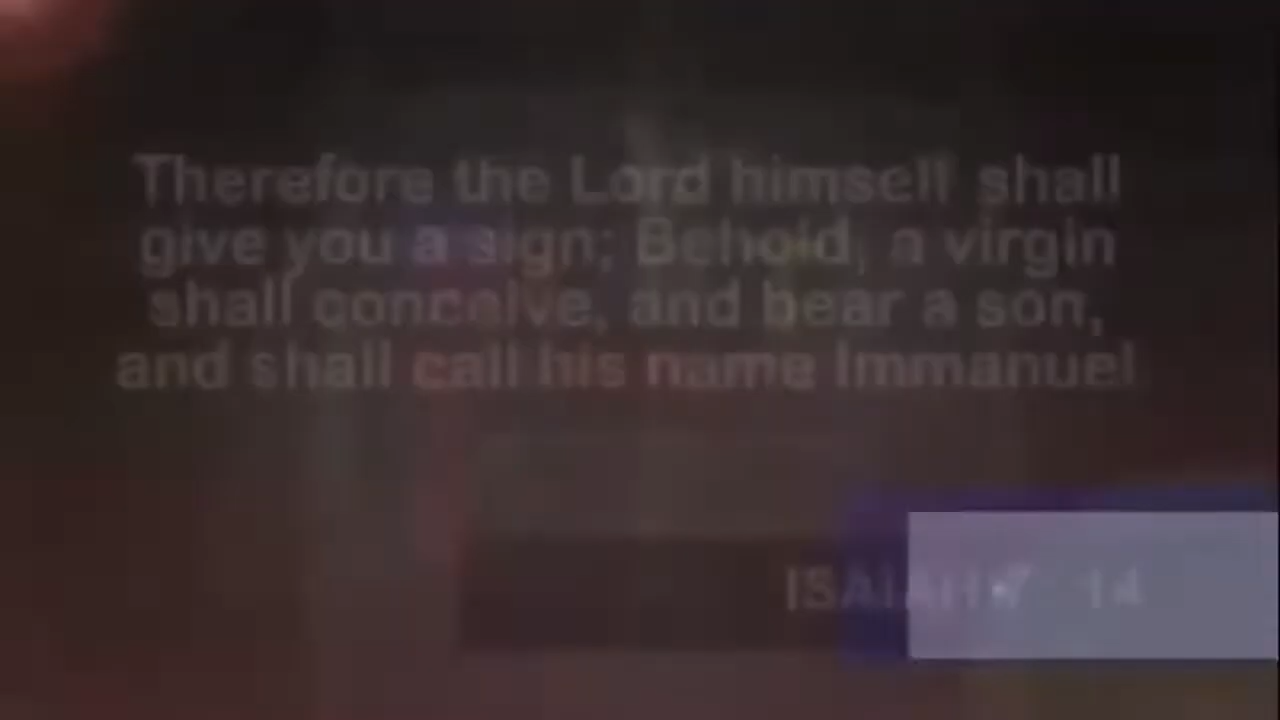 Therefore the Lord himself shall
give you a sign; Behold, a virgin
shall conceive, and bear a son,
and shall call his name Immanuel
ISAIAH 7 14